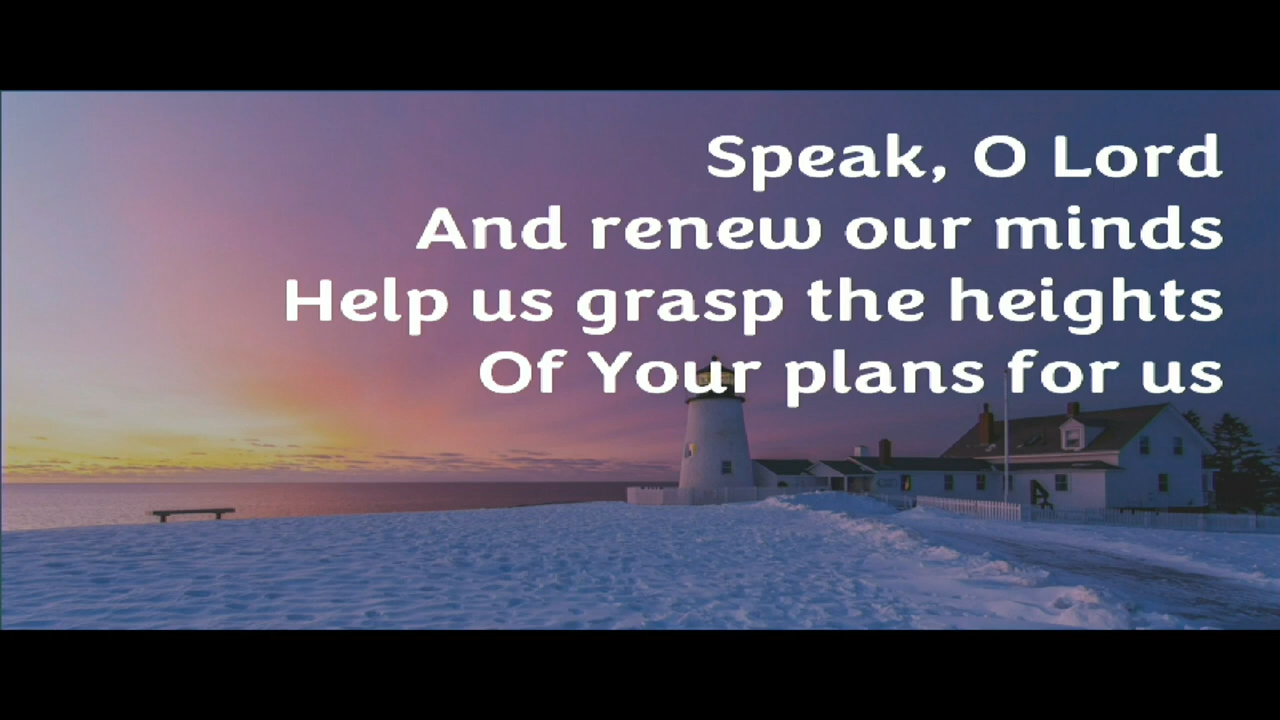 Speak, O Lord
And renew our minds
Help us grasp the heights
Of Your plans for us